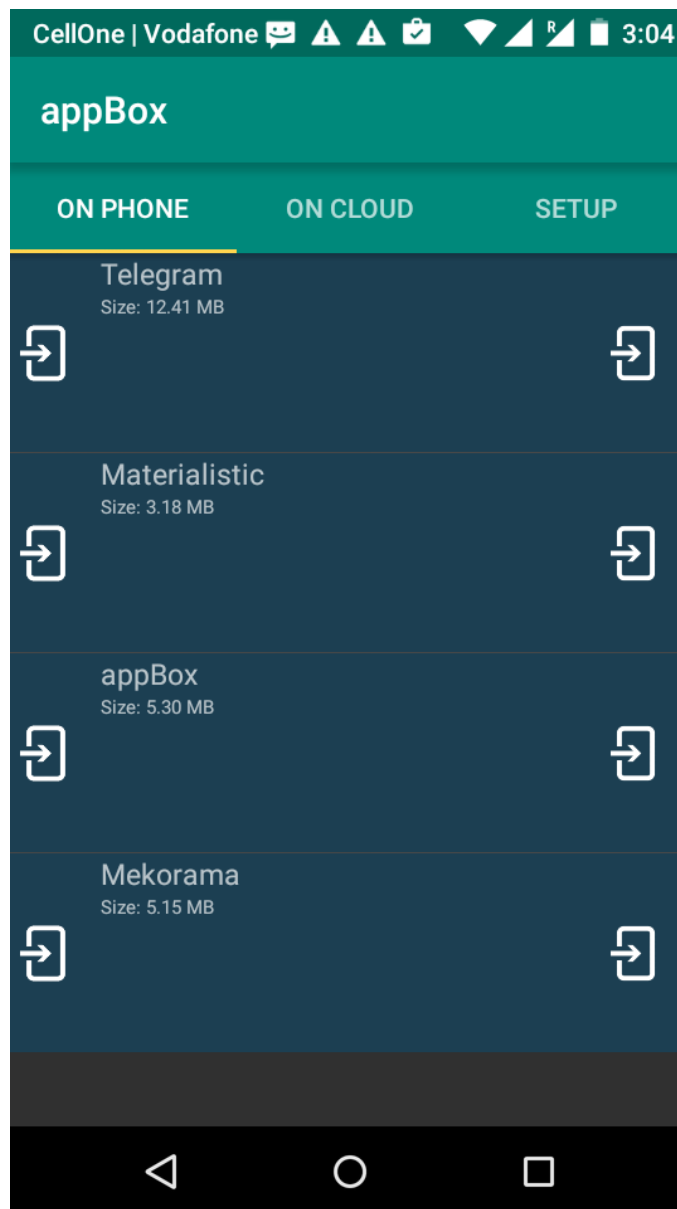 CellOne | Vodafone R 3:04
appBox
ON PHONE ON CLOUD SETUP
Telegram
Size: 12.41 MB
Materialistic
Size: 3.18 MB
appBox
Size: 5.30 MB
Mekorama
Size: 5.15 MB